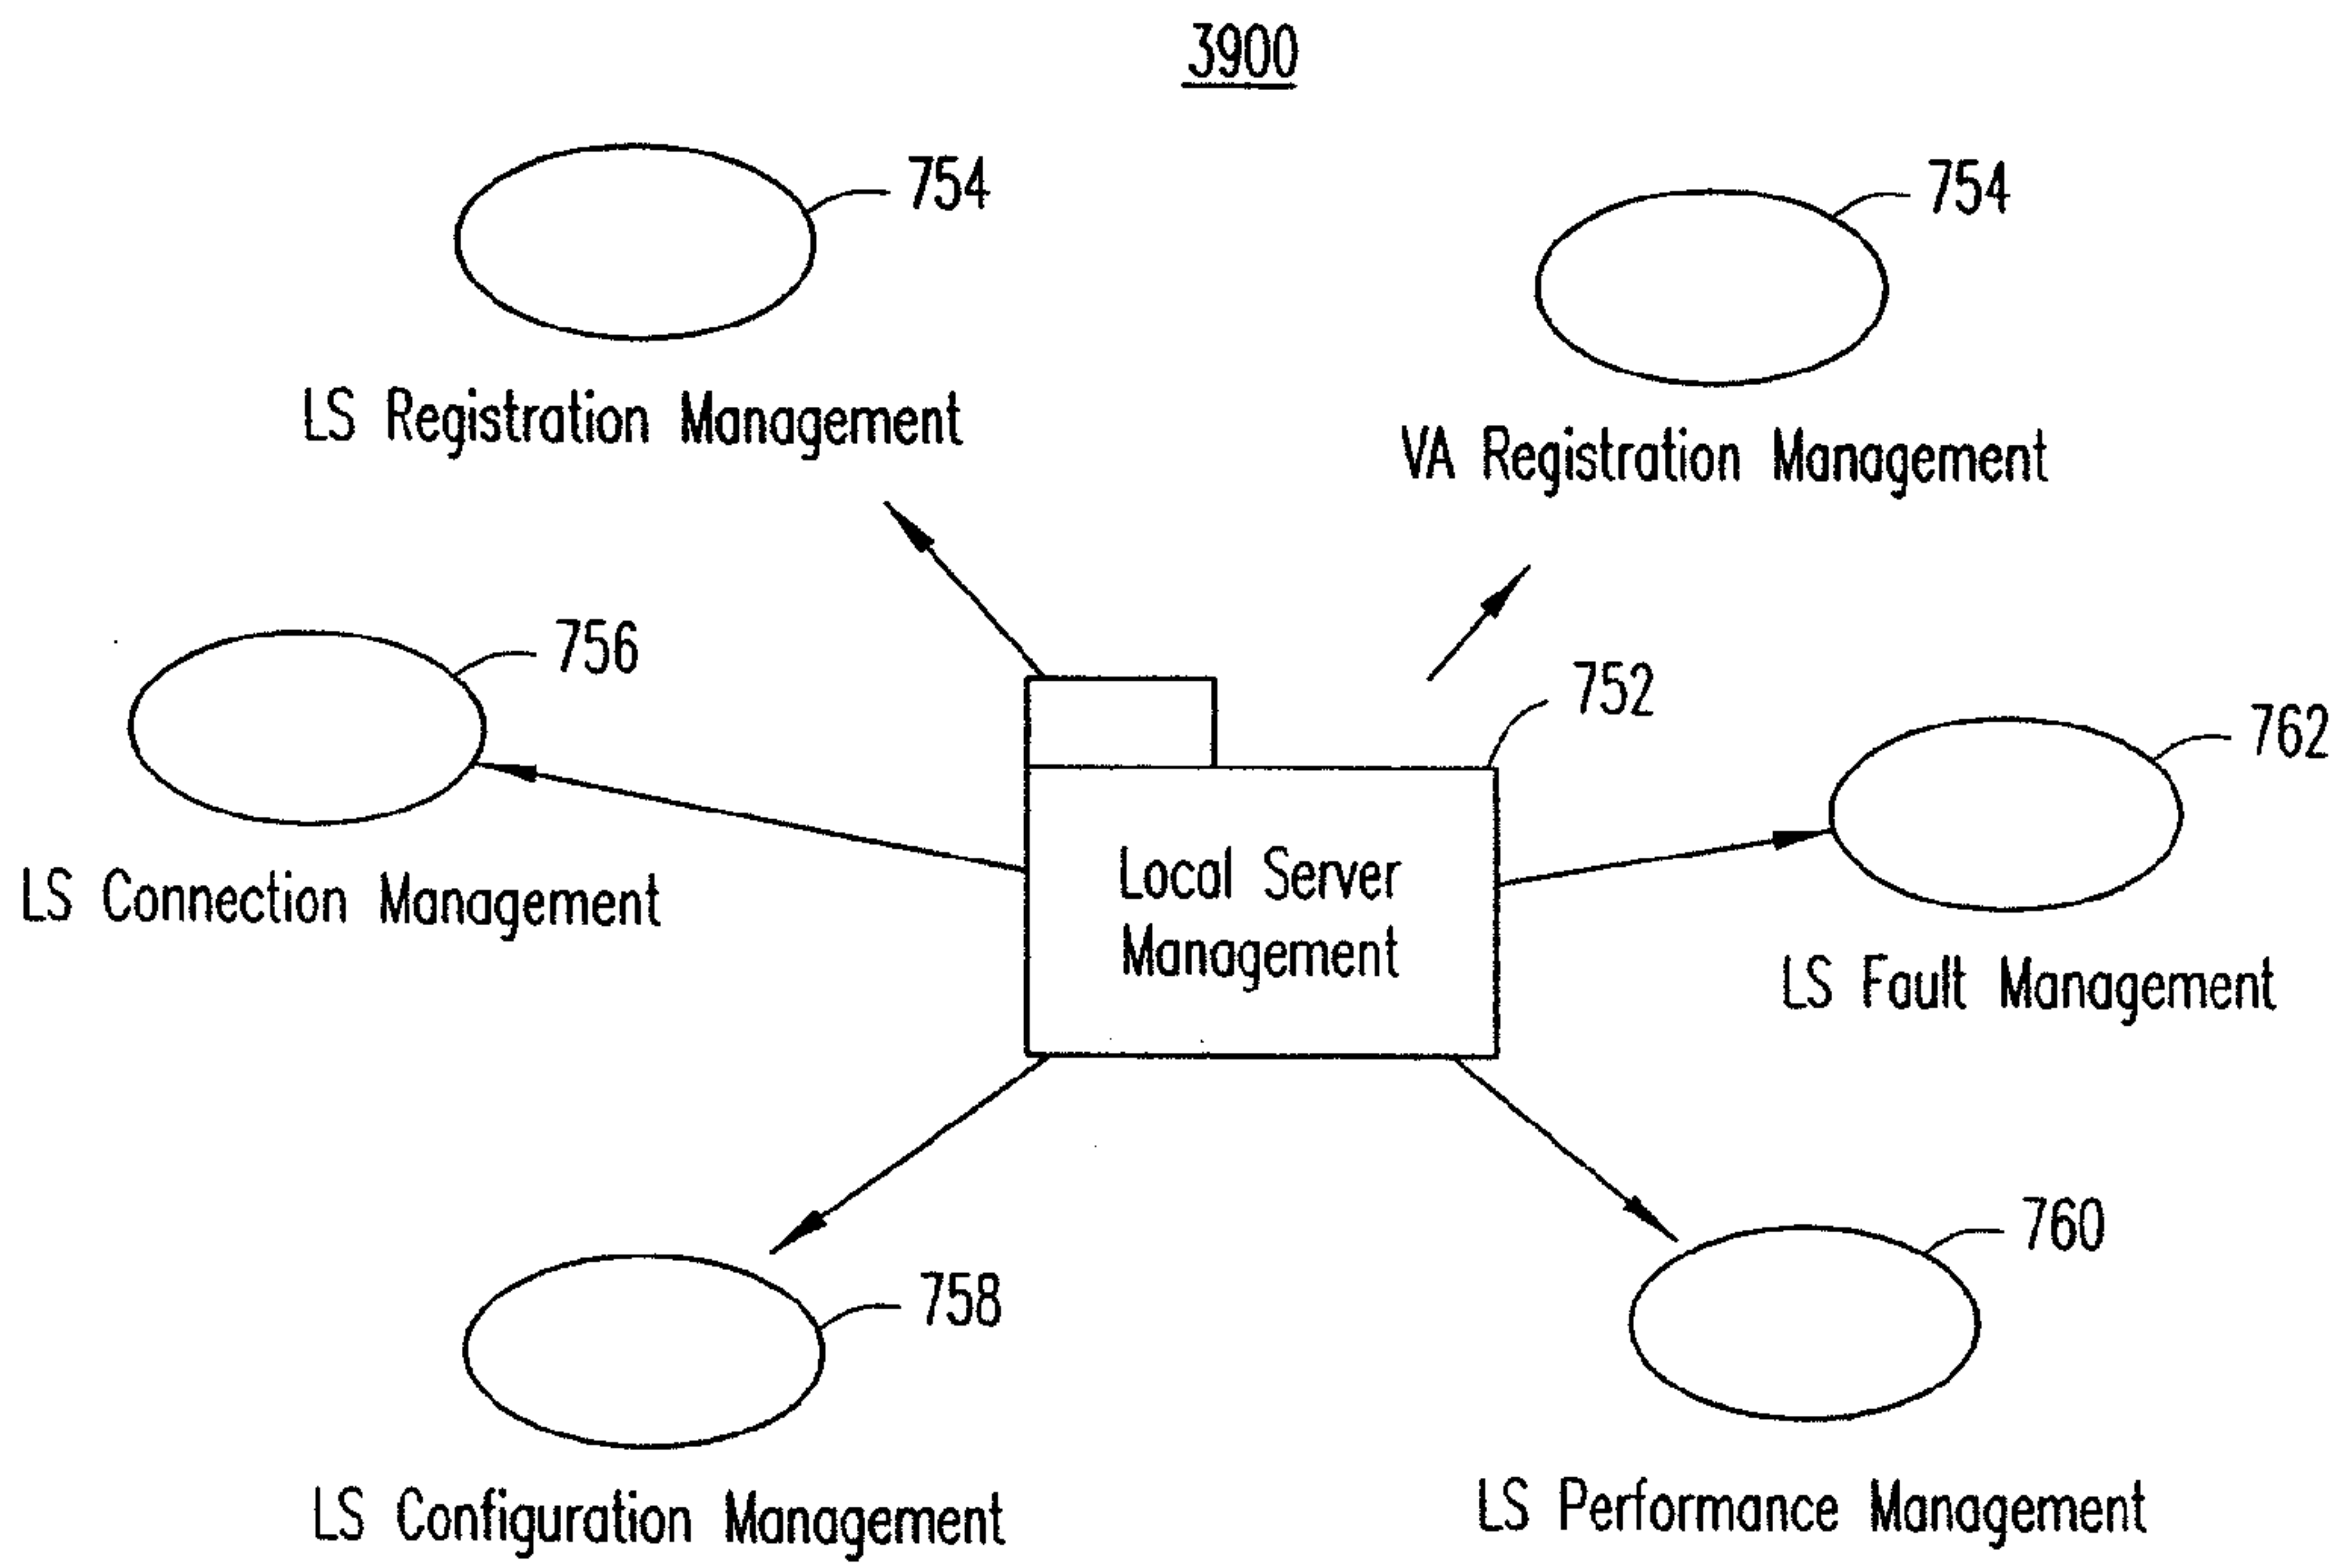 3900
754
754
LS Registration Management
VA Registration Management
756
752
762
Local Server
Management
LS Connection Management
LS Fault Management
760
758
LS Performance Management
LS Configuration Management